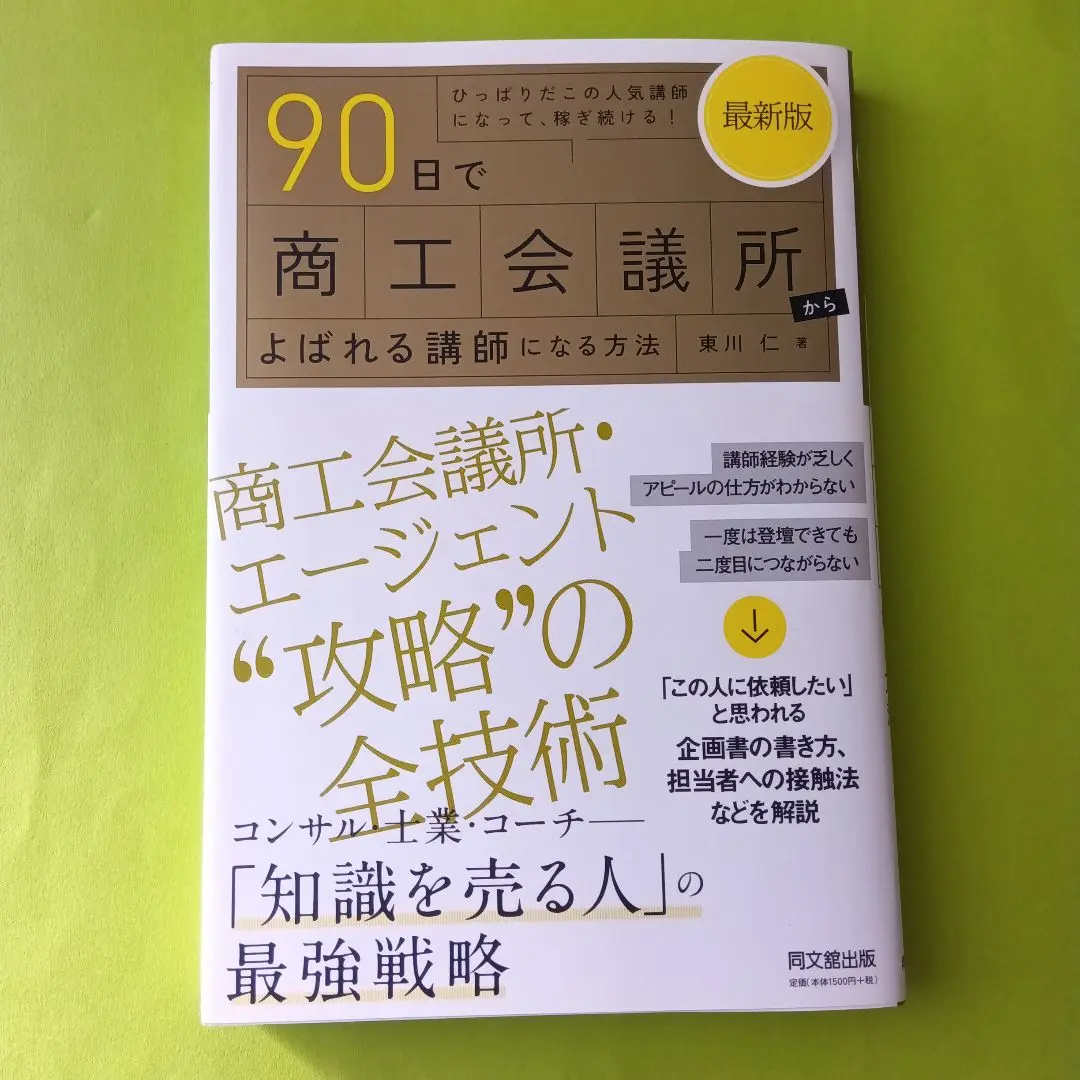 ひっぱりだこの人気講師
になって、稼ぎ続ける!
最新版
90日で
商工会議所
から
よばれる講師になる方法
東川 仁 著
商工会議所・
エージェント
“攻略”の
全技術
講師経験が乏しく
アピールの仕方がわからない
一度は登壇できても
二度目につながらない
「この人に依頼したい」
と思われる
企画書の書き方、
担当者への接触法
などを解説
コンサル・士業・コーチ――
「知識を売る人」の
最強戦略
同文舘出版
定価(本体1500円+税)